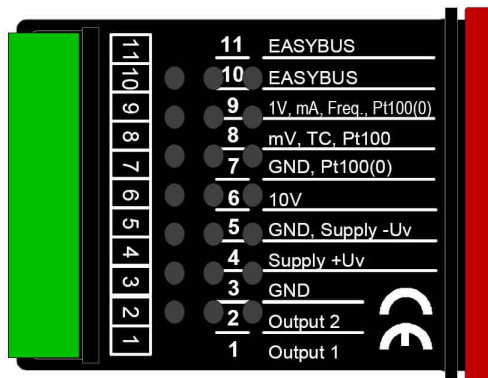 11 11 EASYBUS
10 10 EASYBUS
9 9 1V, mA, Freq., Pt100(0)
8 8 mV, TC, Pt100
7 7 GND, Pt100(0)
6 6 10V
5 5 GND, Supply -Uv
4 4 Supply +Uv
3 3 GND
2 2 Output 2
1 1 Output 1
CE